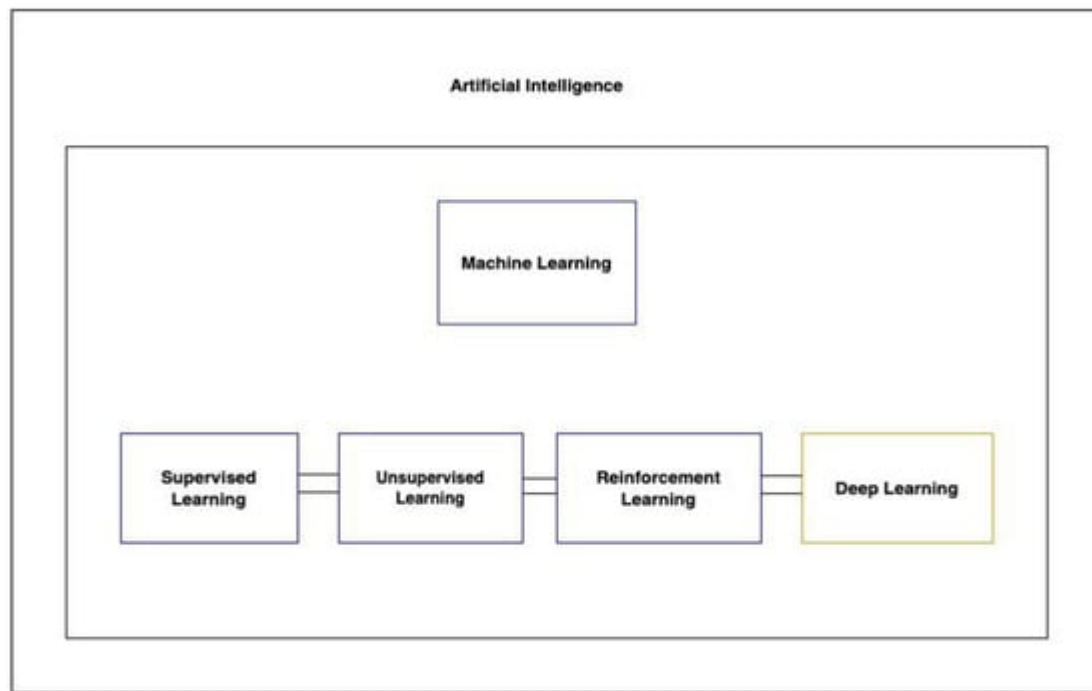 Artificial Intelligence
Machine Learning
Supervised
Learning
Unsupervised
Learning
Reinforcement
Learning
Deep Learning